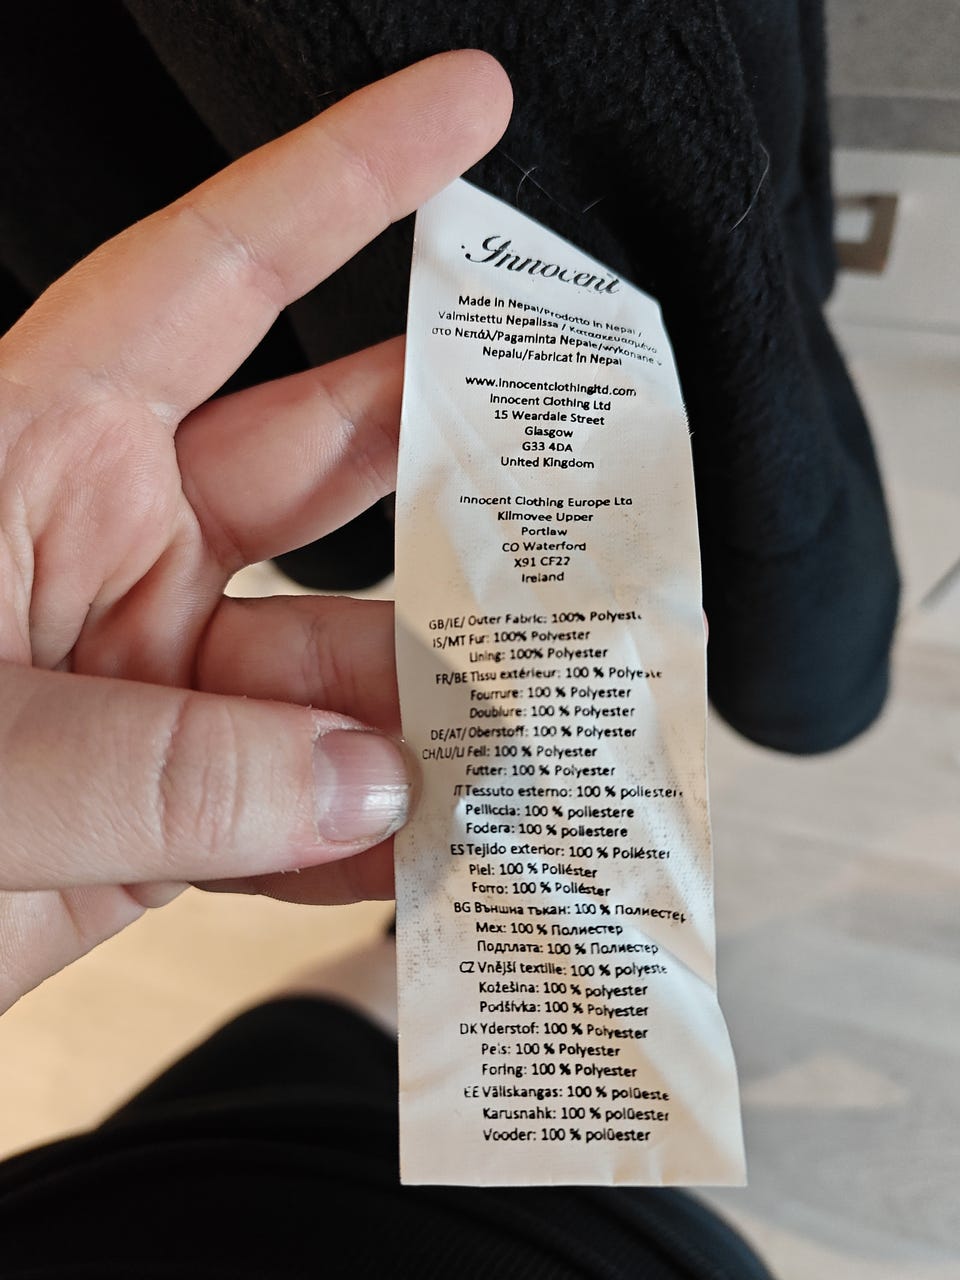 Innocent
Made in Nepal/Prodotto in Nepal /
Valmistettu Nepalissa / Κατασκευασμένο
στο Νεπάλ/Pagaminta Nepale/wykonane w
Nepalu/Fabricat în Nepal
www.innocentclothingltd.com
Innocent Clothing Ltd
15 Weardale Street
Glasgow
G33 4DA
United Kingdom
Innocent Clothing Europe Ltd
Kilmovee Upper
Portlaw
CO Waterford
X91 CF22
Ireland
GB/IE/ Outer Fabric: 100% Polyest
IS/MT Fur: 100% Polyester
Lining: 100% Polyester
FR/BE Tissu extérieur: 100 % Polyester
Fourrure: 100 % Polyester
Doublure: 100 % Polyester
DE/AT/ Oberstoff: 100 % Polyester
CH/LU/LI Fell: 100 % Polyester
Futter: 100 % Polyester
IT Tessuto esterno: 100 % poliestere
Pelliccia: 100 % poliestere
Fodera: 100 % poliestere
ES Tejido exterior: 100 % Poliéster
Piel: 100 % Poliéster
Forro: 100 % Poliéster
BG Външна тъкан: 100 % Полиестер
Мех: 100 % Полиестер
Подплата: 100 % Полиестер
CZ Vnější textilie: 100 % polyeste
Kožešina: 100 % polyester
Podšívka: 100 % Polyester
DK Yderstof: 100 % Polyester
Pels: 100 % Polyester
Foring: 100 % Polyester
EE Väliskangas: 100 % polüeste
Karusnahk: 100 % polüester
Vooder: 100 % polüester